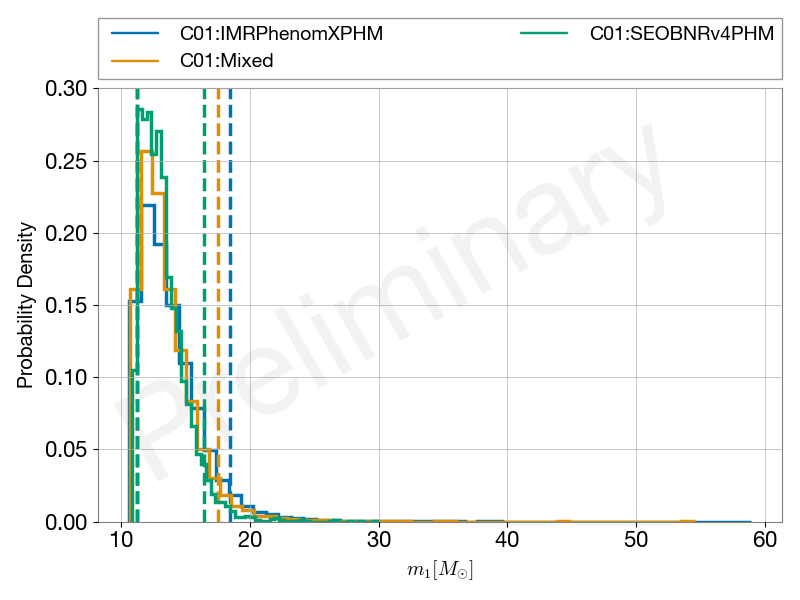 C01:IMRPhenomXPHM
C01:SEOBNRv4PHM
C01:Mixed
0.30
0.25
0.20
0.15
0.10
0.05
0.00
Probability Density
Preliminary
10 20 30 40 50 60
m₁[M☉]